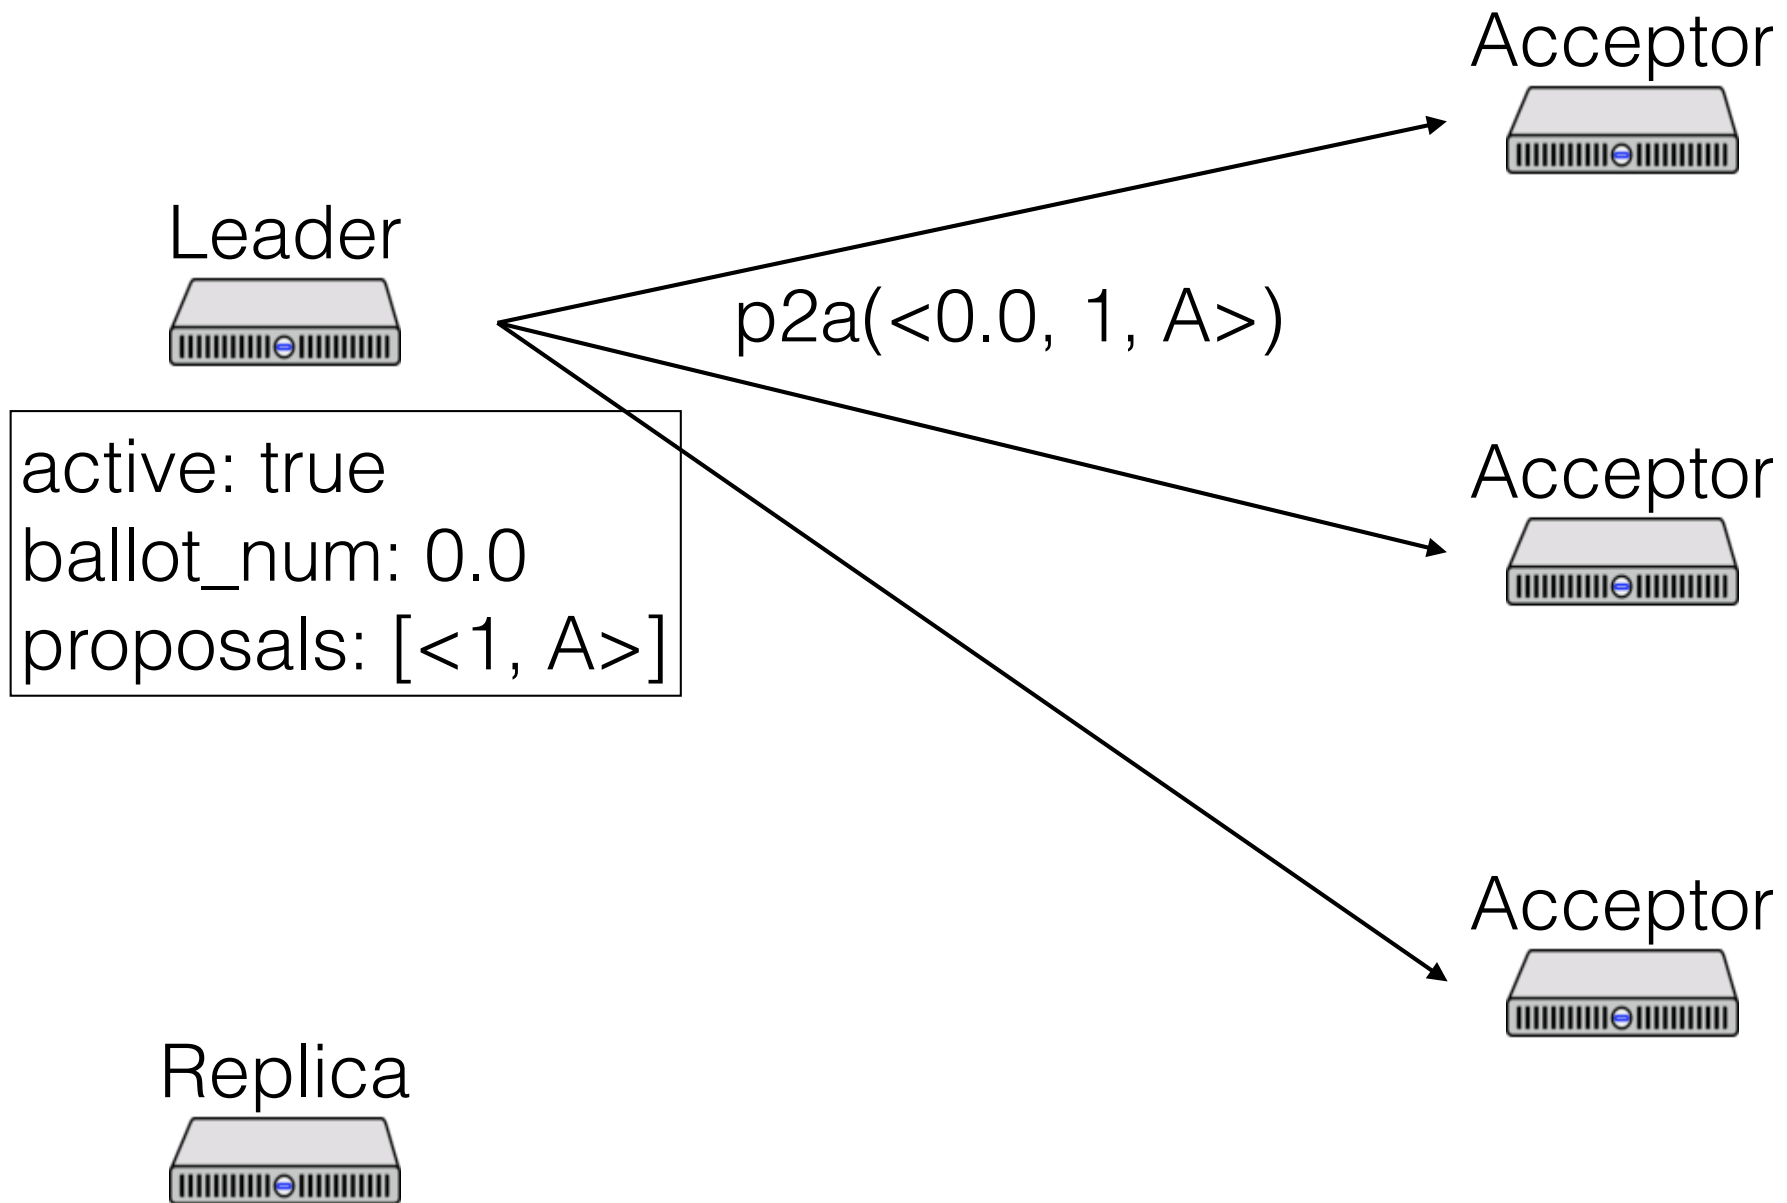 Acceptor
Leader
p2a(<0.0, 1, A>)
active: true
ballot_num: 0.0
proposals: [<1, A>]
Acceptor
Acceptor
Replica